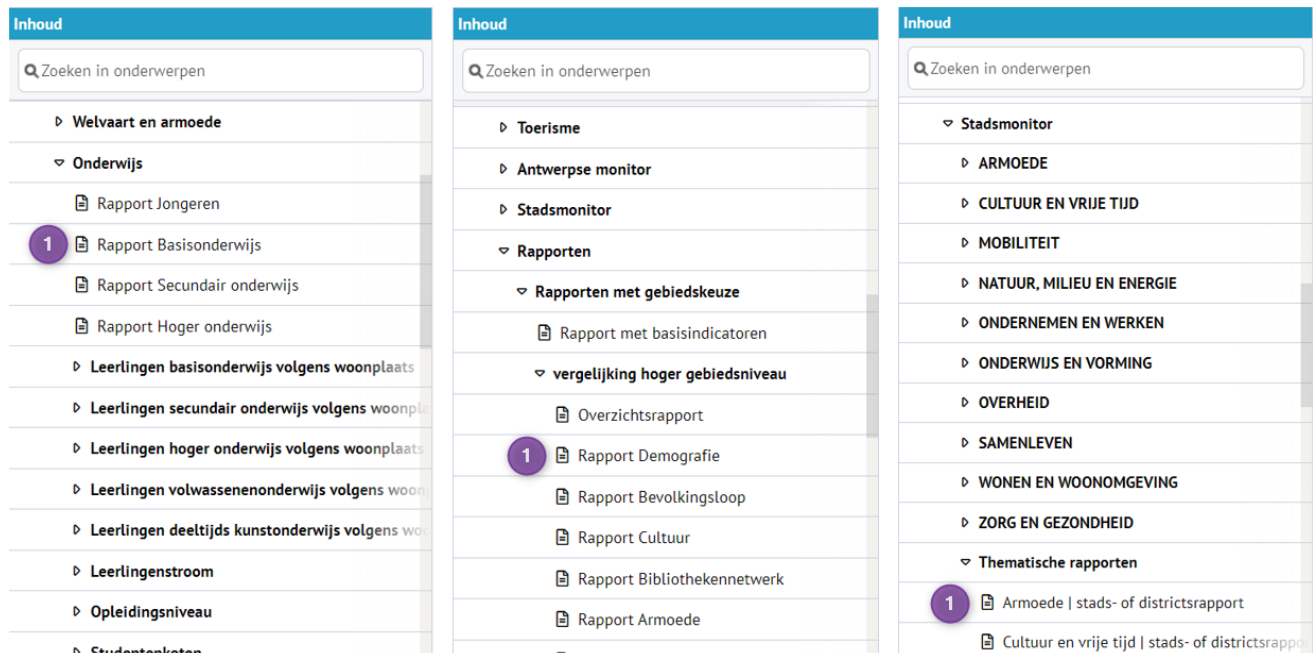 Inhoud
Zoeken in onderwerpen
Welvaart en armoede
Onderwijs
Rapport Jongeren
1 Rapport Basisonderwijs
Rapport Secundair onderwijs
Rapport Hoger onderwijs
Leerlingen basisonderwijs volgens woonplaats
Leerlingen secundair onderwijs volgens woonpla
Leerlingen hoger onderwijs volgens woonplaats
Leerlingen volwassenenonderwijs volgens woon
Leerlingen deeltijds kunstonderwijs volgens woo
Leerlingenstroom
Opleidingsniveau
Studentenkoten
Inhoud
Zoeken in onderwerpen
Toerisme
Antwerpse monitor
Stadsmonitor
Rapporten
Rapporten met gebiedskeuze
Rapport met basisindicatoren
vergelijking hoger gebiedsniveau
Overzichtsrapport
1 Rapport Demografie
Rapport Bevolkingsloop
Rapport Cultuur
Rapport Bibliothekennetwerk
Rapport Armoede
Inhoud
Zoeken in onderwerpen
Stadsmonitor
ARMOEDE
CULTUUR EN VRIJE TIJD
MOBILITEIT
NATUUR, MILIEU EN ENERGIE
ONDERNEMEN EN WERKEN
ONDERWIJS EN VORMING
OVERHEID
SAMENLEVEN
WONEN EN WOONOMGEVING
ZORG EN GEZONDHEID
Thematische rapporten
1 Armoede | stads- of districtsrapport
Cultuur en vrije tijd | stads- of districtsrappo